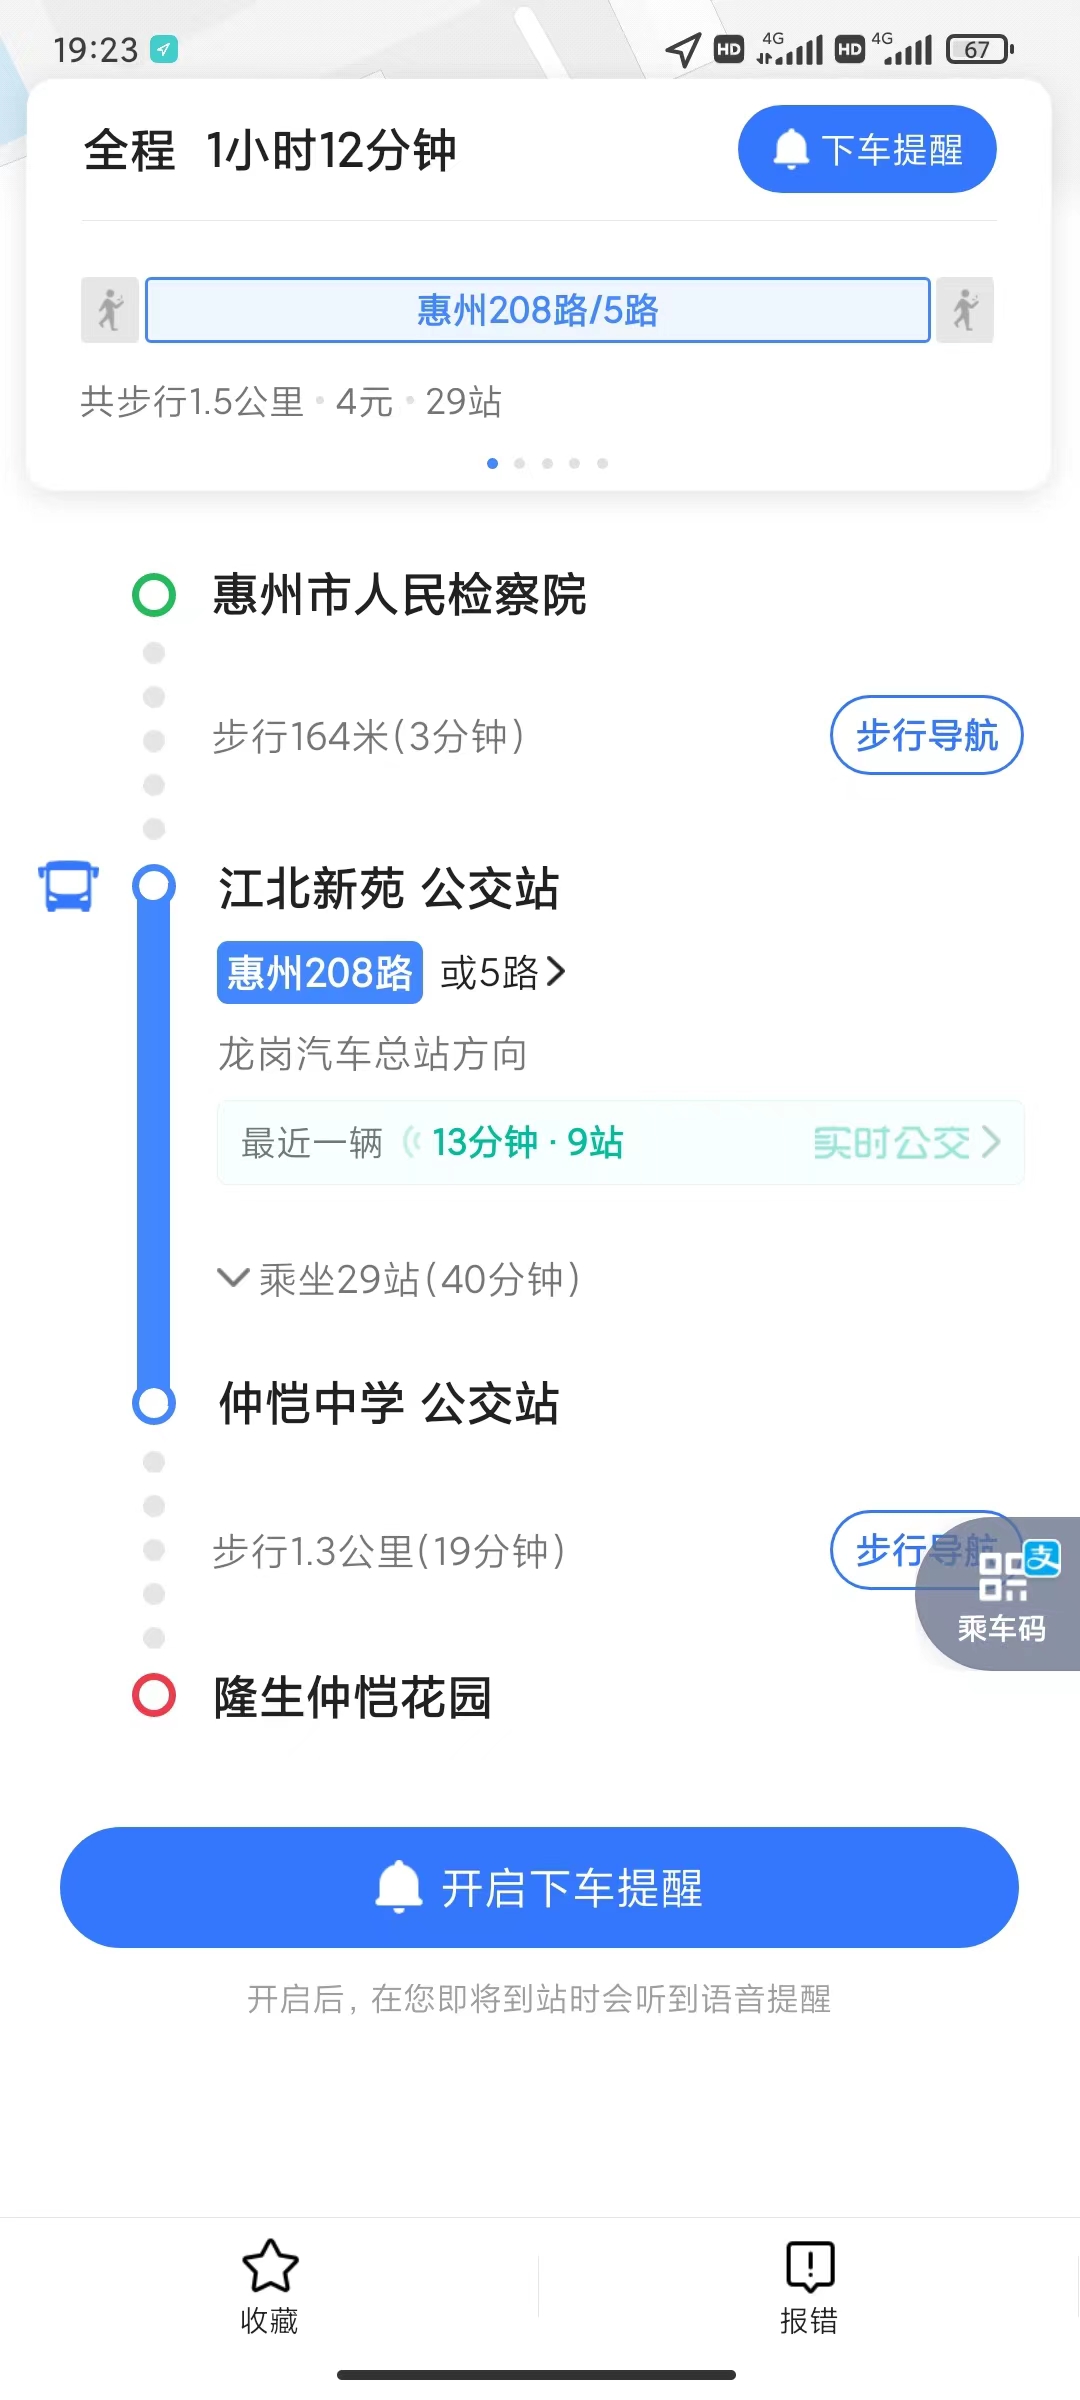 19:23
HD 4G HD 4G 67
全程 1小时12分钟
下车提醒
惠州208路/5路
共步行1.5公里·4元·29站
惠州市人民检察院
步行164米(3分钟)
步行导航
江北新苑 公交站
惠州208路 或5路
龙岗汽车总站方向
最近一辆 13分钟·9站 实时公交
乘坐29站(40分钟)
仲恺中学 公交站
步行1.3公里(19分钟)
步行导航
支
乘车码
隆生仲恺花园
开启下车提醒
开启后, 在您即将到站时会听到语音提醒
收藏
报错